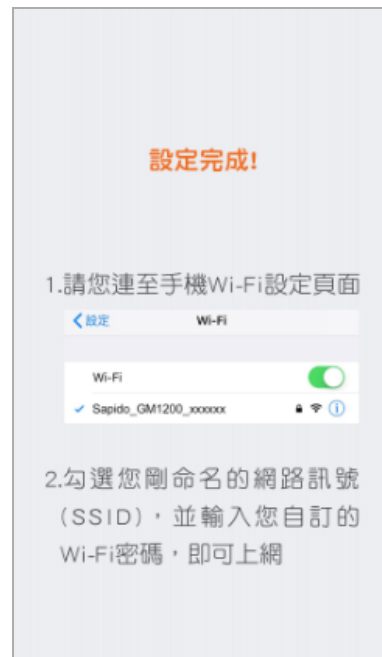 設定完成!
1.請您連至手機Wi-Fi設定頁面
設定 Wi-Fi
Wi-Fi
Sapido_GM1200_xxxxxx
2.勾選您剛命名的網路訊號
(SSID)，並輸入您自訂的
Wi-Fi密碼，即可上網